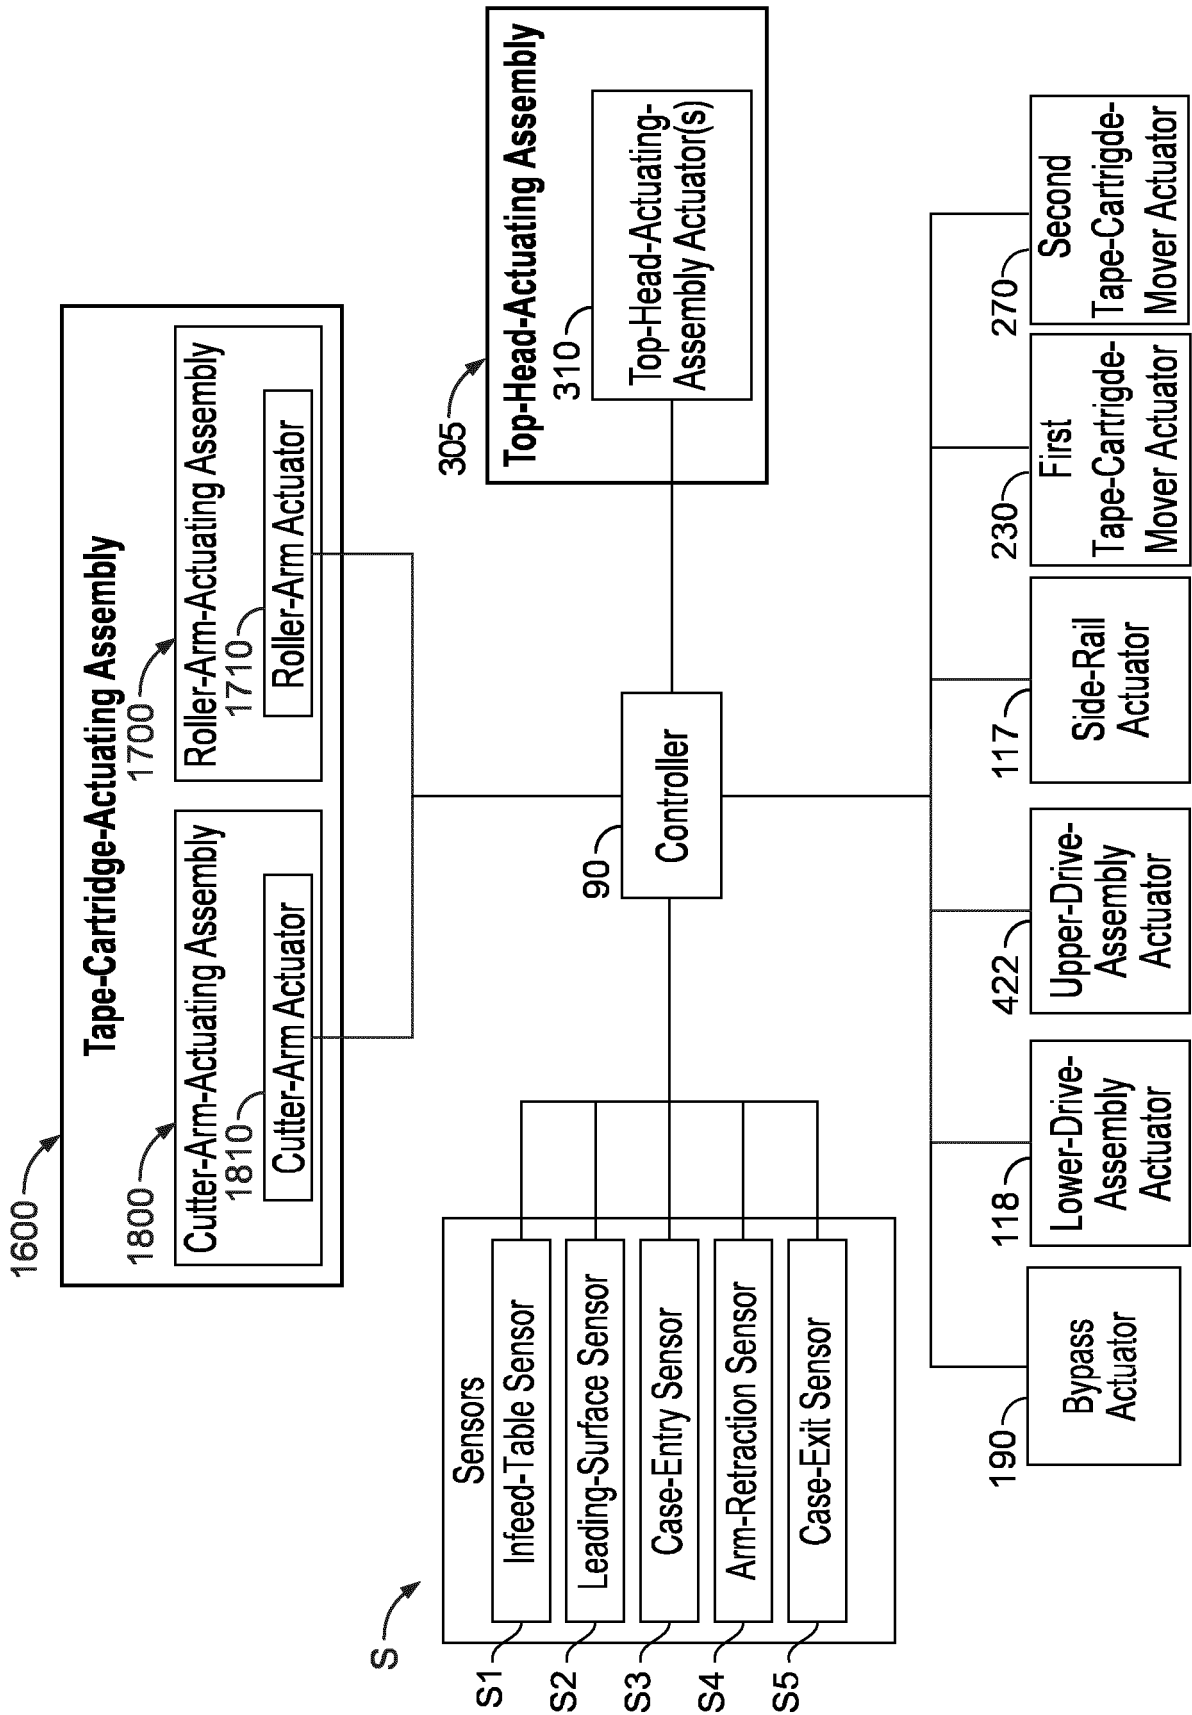 1600
Tape-Cartridge-Actuating Assembly
1800
Cutter-Arm-Actuating Assembly
1810
Cutter-Arm Actuator
1700
Roller-Arm-Actuating Assembly
1710
Roller-Arm Actuator
S
Sensors
S1
Infeed-Table Sensor
S2
Leading-Surface Sensor
S3
Case-Entry Sensor
S4
Arm-Retraction Sensor
S5
Case-Exit Sensor
90
Controller
305
Top-Head-Actuating Assembly
310
Top-Head-Actuating-
Assembly Actuator(s)
190
Bypass
Actuator
118
Lower-Drive-
Assembly
Actuator
422
Upper-Drive-
Assembly
Actuator
117
Side-Rail
Actuator
230
First
Tape-Cartrigde-
Mover Actuator
270
Second
Tape-Cartrigde-
Mover Actuator